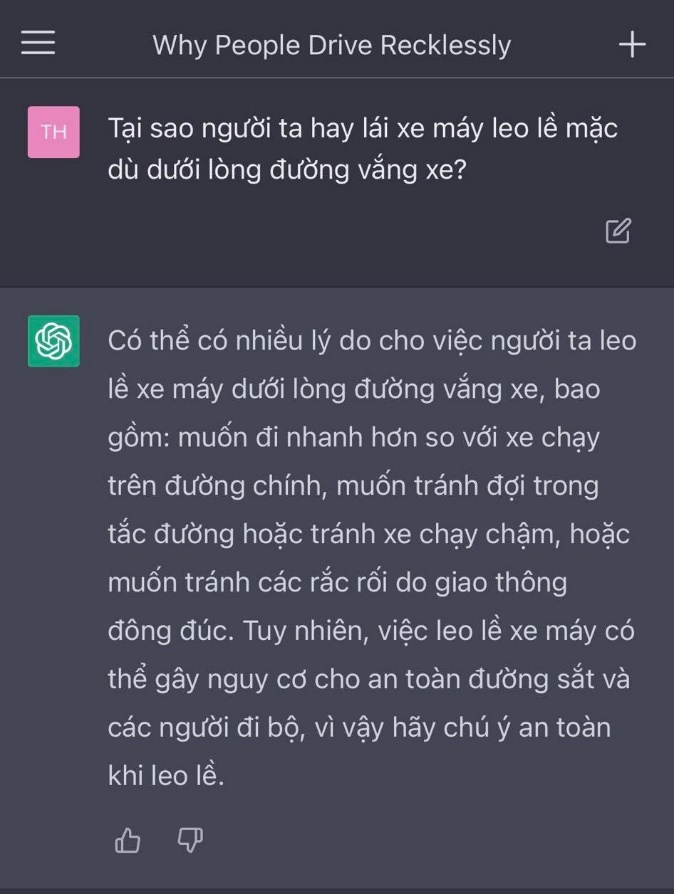 Why People Drive Recklessly
TH
Tại sao người ta hay lái xe máy leo lề mặc
dù dưới lòng đường vắng xe?
Có thể có nhiều lý do cho việc người ta leo
lề xe máy dưới lòng đường vắng xe, bao
gồm: muốn đi nhanh hơn so với xe chạy
trên đường chính, muốn tránh đợi trong
tắc đường hoặc tránh xe chạy chậm, hoặc
muốn tránh các rắc rối do giao thông
đông đúc. Tuy nhiên, việc leo lề xe máy có
thể gây nguy cơ cho an toàn đường sắt và
các người đi bộ, vì vậy hãy chú ý an toàn
khi leo lề.